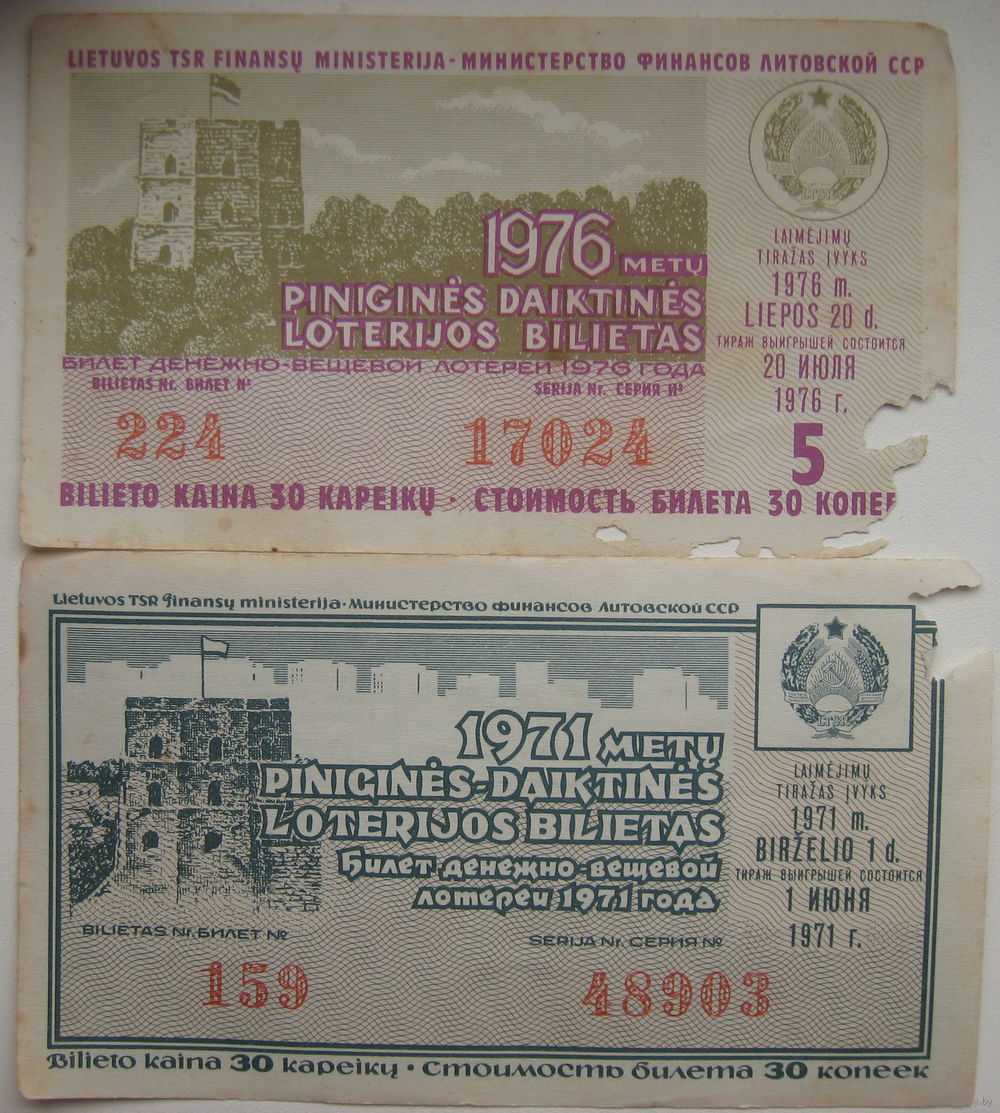 LIETUVOS TSR FINANSŲ MINISTERIJA - МИНИСТЕРСТВО ФИНАНСОВ ЛИТОВСКОЙ ССР
LTSR
1976 METŲ
PINIGINĖS DAIKTINĖS
LOTERIJOS BILIETAS
БИЛЕТ ДЕНЕЖНО-ВЕЩЕВОЙ ЛОТЕРЕИ 1976 ГОДА
BILIETAS Nr. БИЛЕТ №
SERIJA Nr. СЕРИЯ №
224
17024
LAIMĖJIMŲ
TIRAŽAS ĮVYKS
1976 m.
LIEPOS 20 d.
ТИРАЖ ВЫИГРЫШЕЙ СОСТОИТСЯ
20 ИЮЛЯ
1976 г.
5
BILIETO KAINA 30 KAPEIKŲ · СТОИМОСТЬ БИЛЕТА 30 КОПЕЕ
Lietuvos TSR Finansų ministerija · Министерство финансов Литовской ССР
LTSR
1971 METŲ
PINIGINĖS-DAIKTINĖS
LOTERIJOS BILIETAS
Билет денежно-вещевой
лотереи 1971 года
BILIETAS Nr. БИЛЕТ №
SERIJA Nr. СЕРИЯ №
159
48903
LAIMĖJIMŲ
TIRAŽAS ĮVYKS
1971 m.
BIRŽELIO 1 d.
ТИРАЖ ВЫИГРЫШЕЙ СОСТОИТСЯ
1 ИЮНЯ
1971 г.
Bilieto kaina 30 kapeikų · Стоимость билета 30 копеек